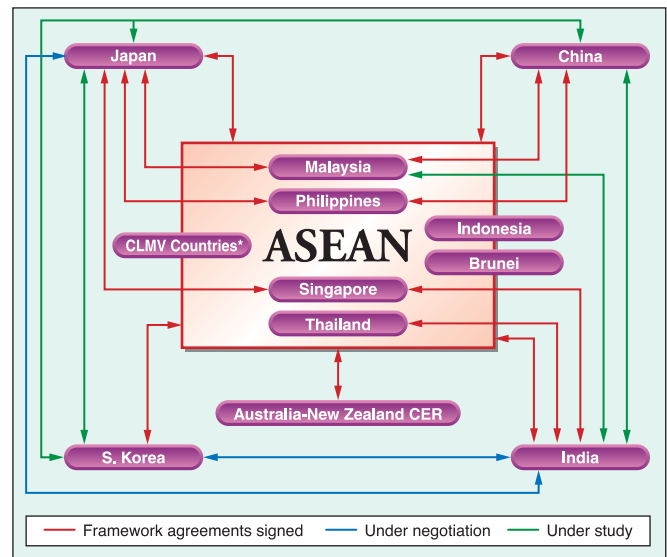 Japan
China
Malaysia
Philippines
Indonesia
CLMV Countries*
ASEAN
Brunei
Singapore
Thailand
Australia-New Zealand CER
S. Korea
India
Framework agreements signed
Under negotiation
Under study